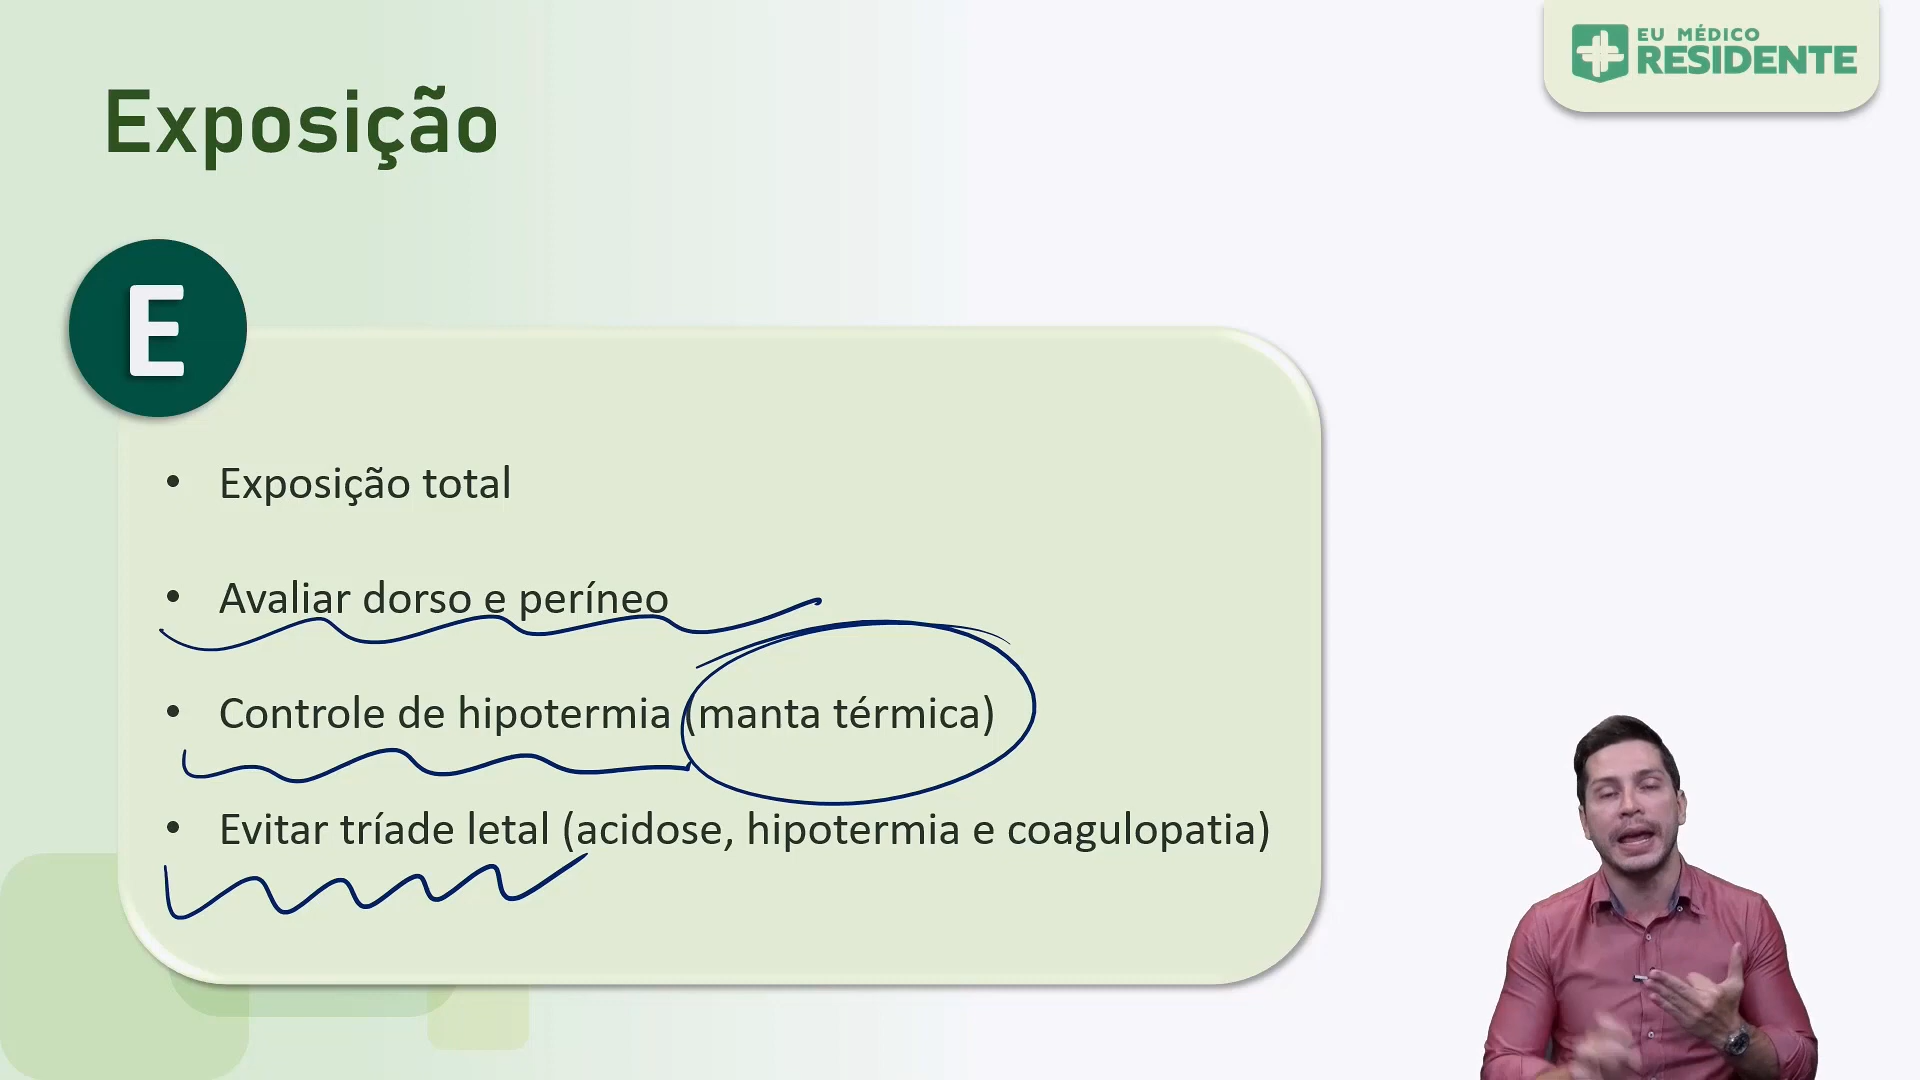 EU MÉDICO
RESIDENTE
Exposição
E
• Exposição total
• Avaliar dorso e períneo
• Controle de hipotermia (manta térmica)
• Evitar tríade letal (acidose, hipotermia e coagulopatia)